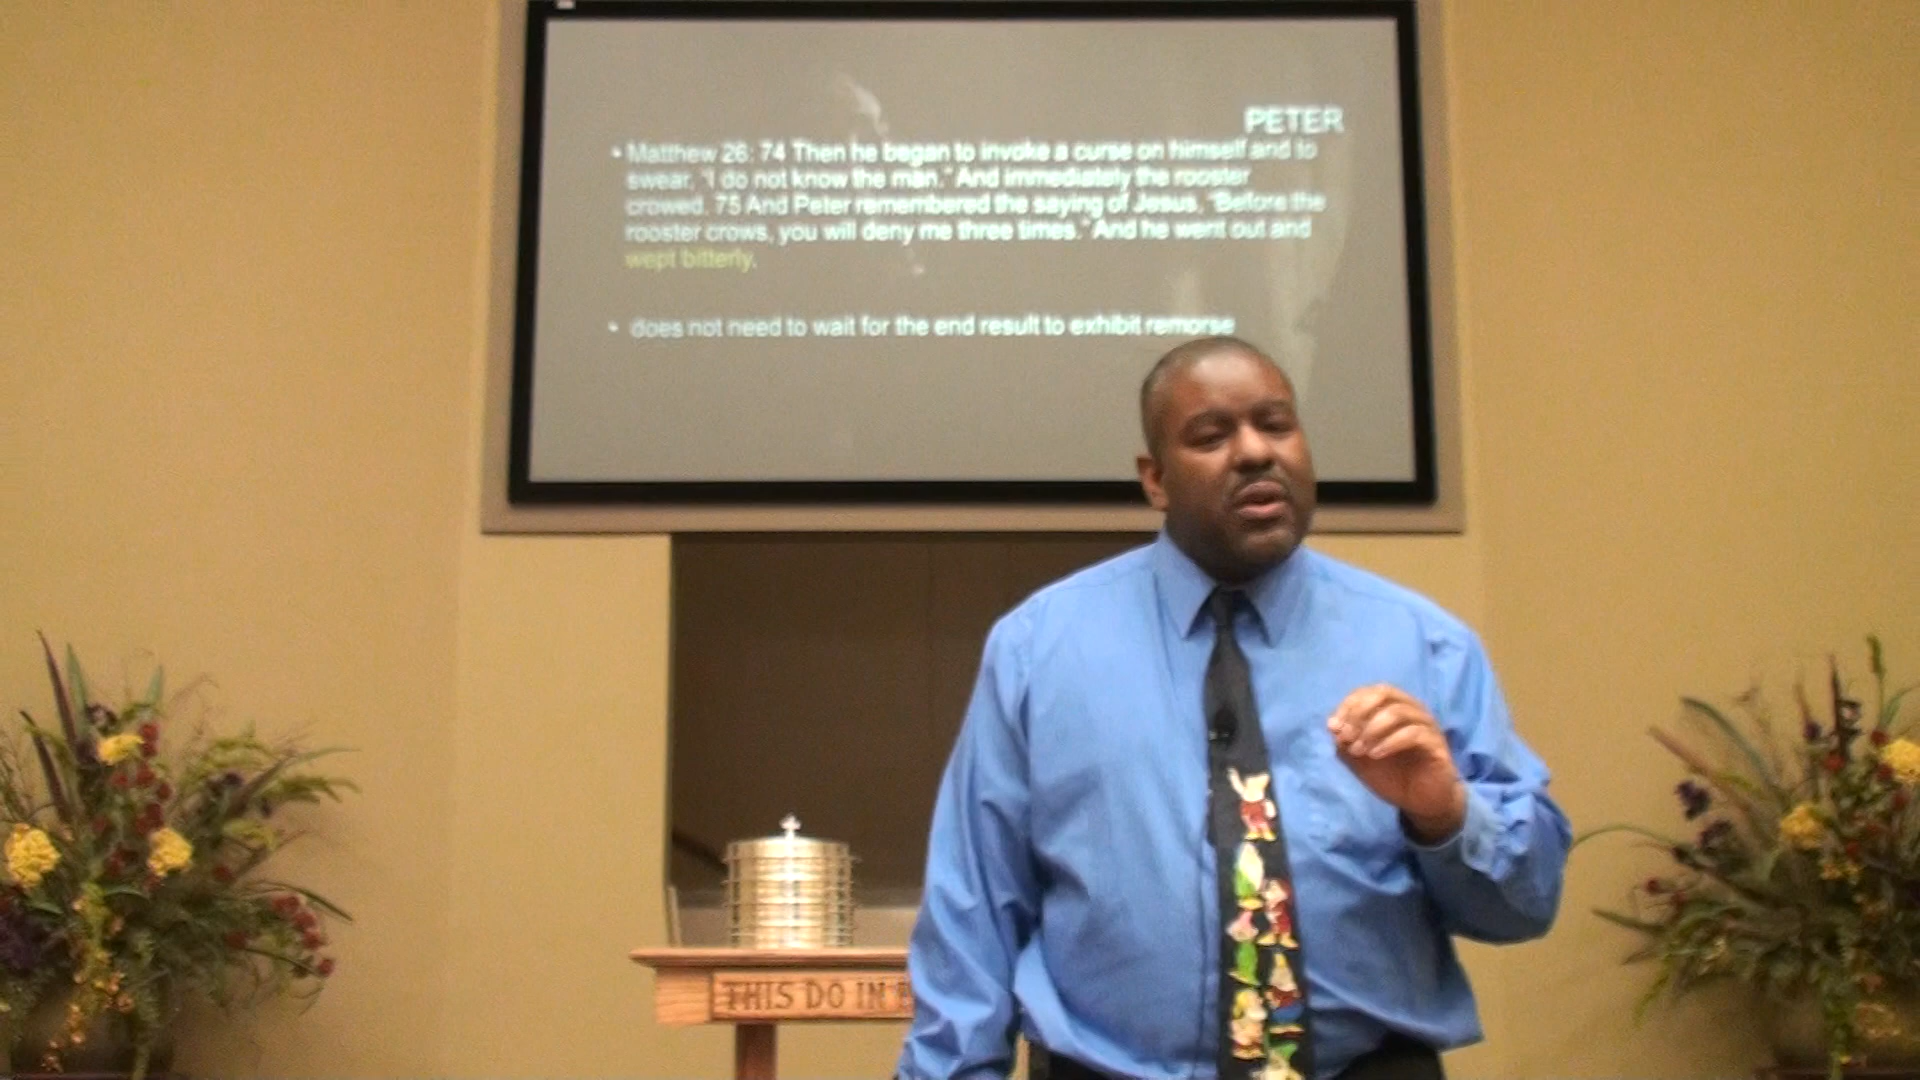 PETER
• Matthew 26: 74 Then he began to invoke a curse on himself and to
swear, "I do not know the man." And immediately the rooster
crowed. 75 And Peter remembered the saying of Jesus, "Before the
rooster crows, you will deny me three times." And he went out and
wept bitterly.
• does not need to wait for the end result to exhibit remorse
THIS DO IN